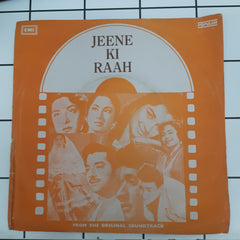 EMI
JEENE
KI
RAAH
FROM THE ORIGINAL SOUNDTRACK